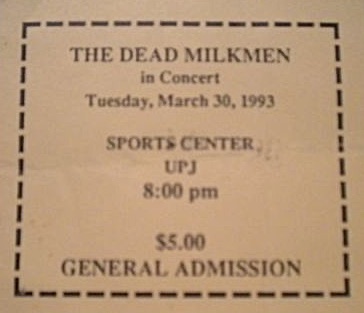 THE DEAD MILKMEN
in Concert
Tuesday, March 30, 1993
SPORTS CENTER
UPJ
8:00 pm
$5.00
GENERAL ADMISSION